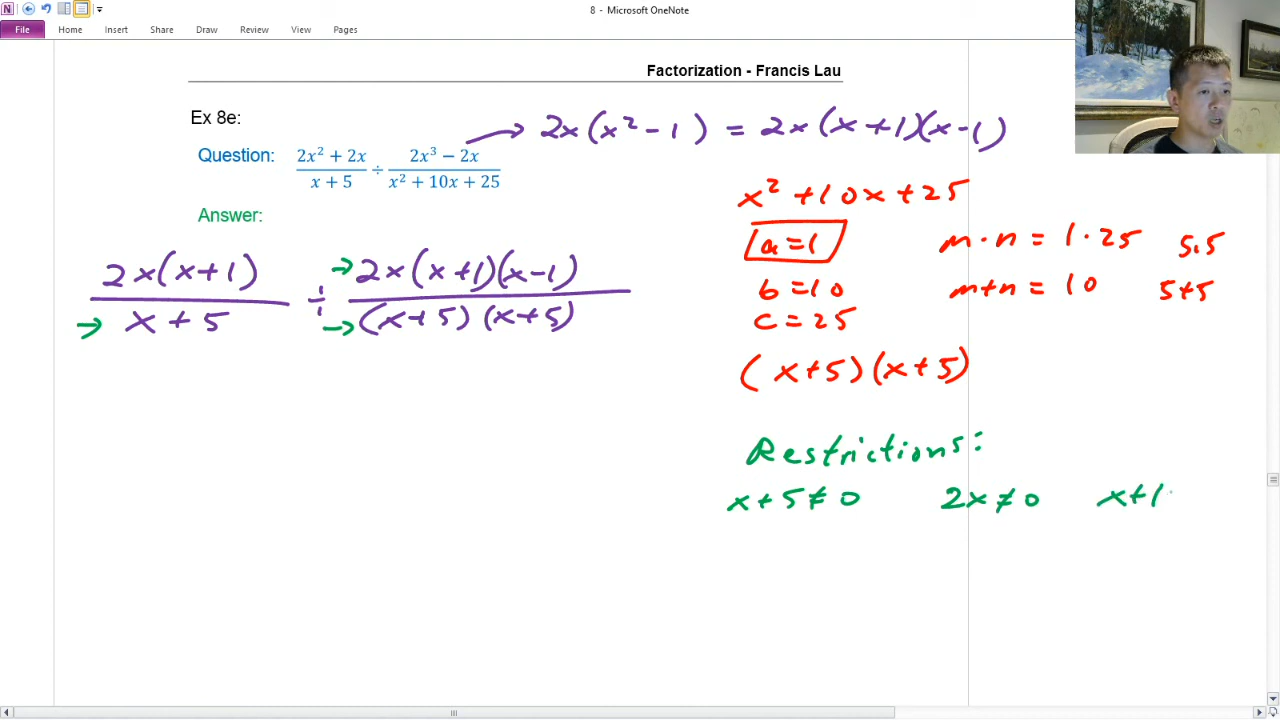 8 - Microsoft OneNote
File Home Insert Share Draw Review View Pages
Factorization - Francis Lau
Ex 8e:
Question: (2x² + 2x)/(x + 5) ÷ (2x³ − 2x)/(x² + 10x + 25)
→ 2x(x² - 1) = 2x(x+1)(x-1)
Answer:
2x(x+1)/(x+5) ÷ 2x(x+1)(x-1)/((x+5)(x+5))
x² + 10x + 25
a = 1
b = 10
c = 25
m·n = 1·25 5·5
m+n = 10 5+5
(x+5)(x+5)
Restrictions:
x+5≠0 2x≠0 x+1